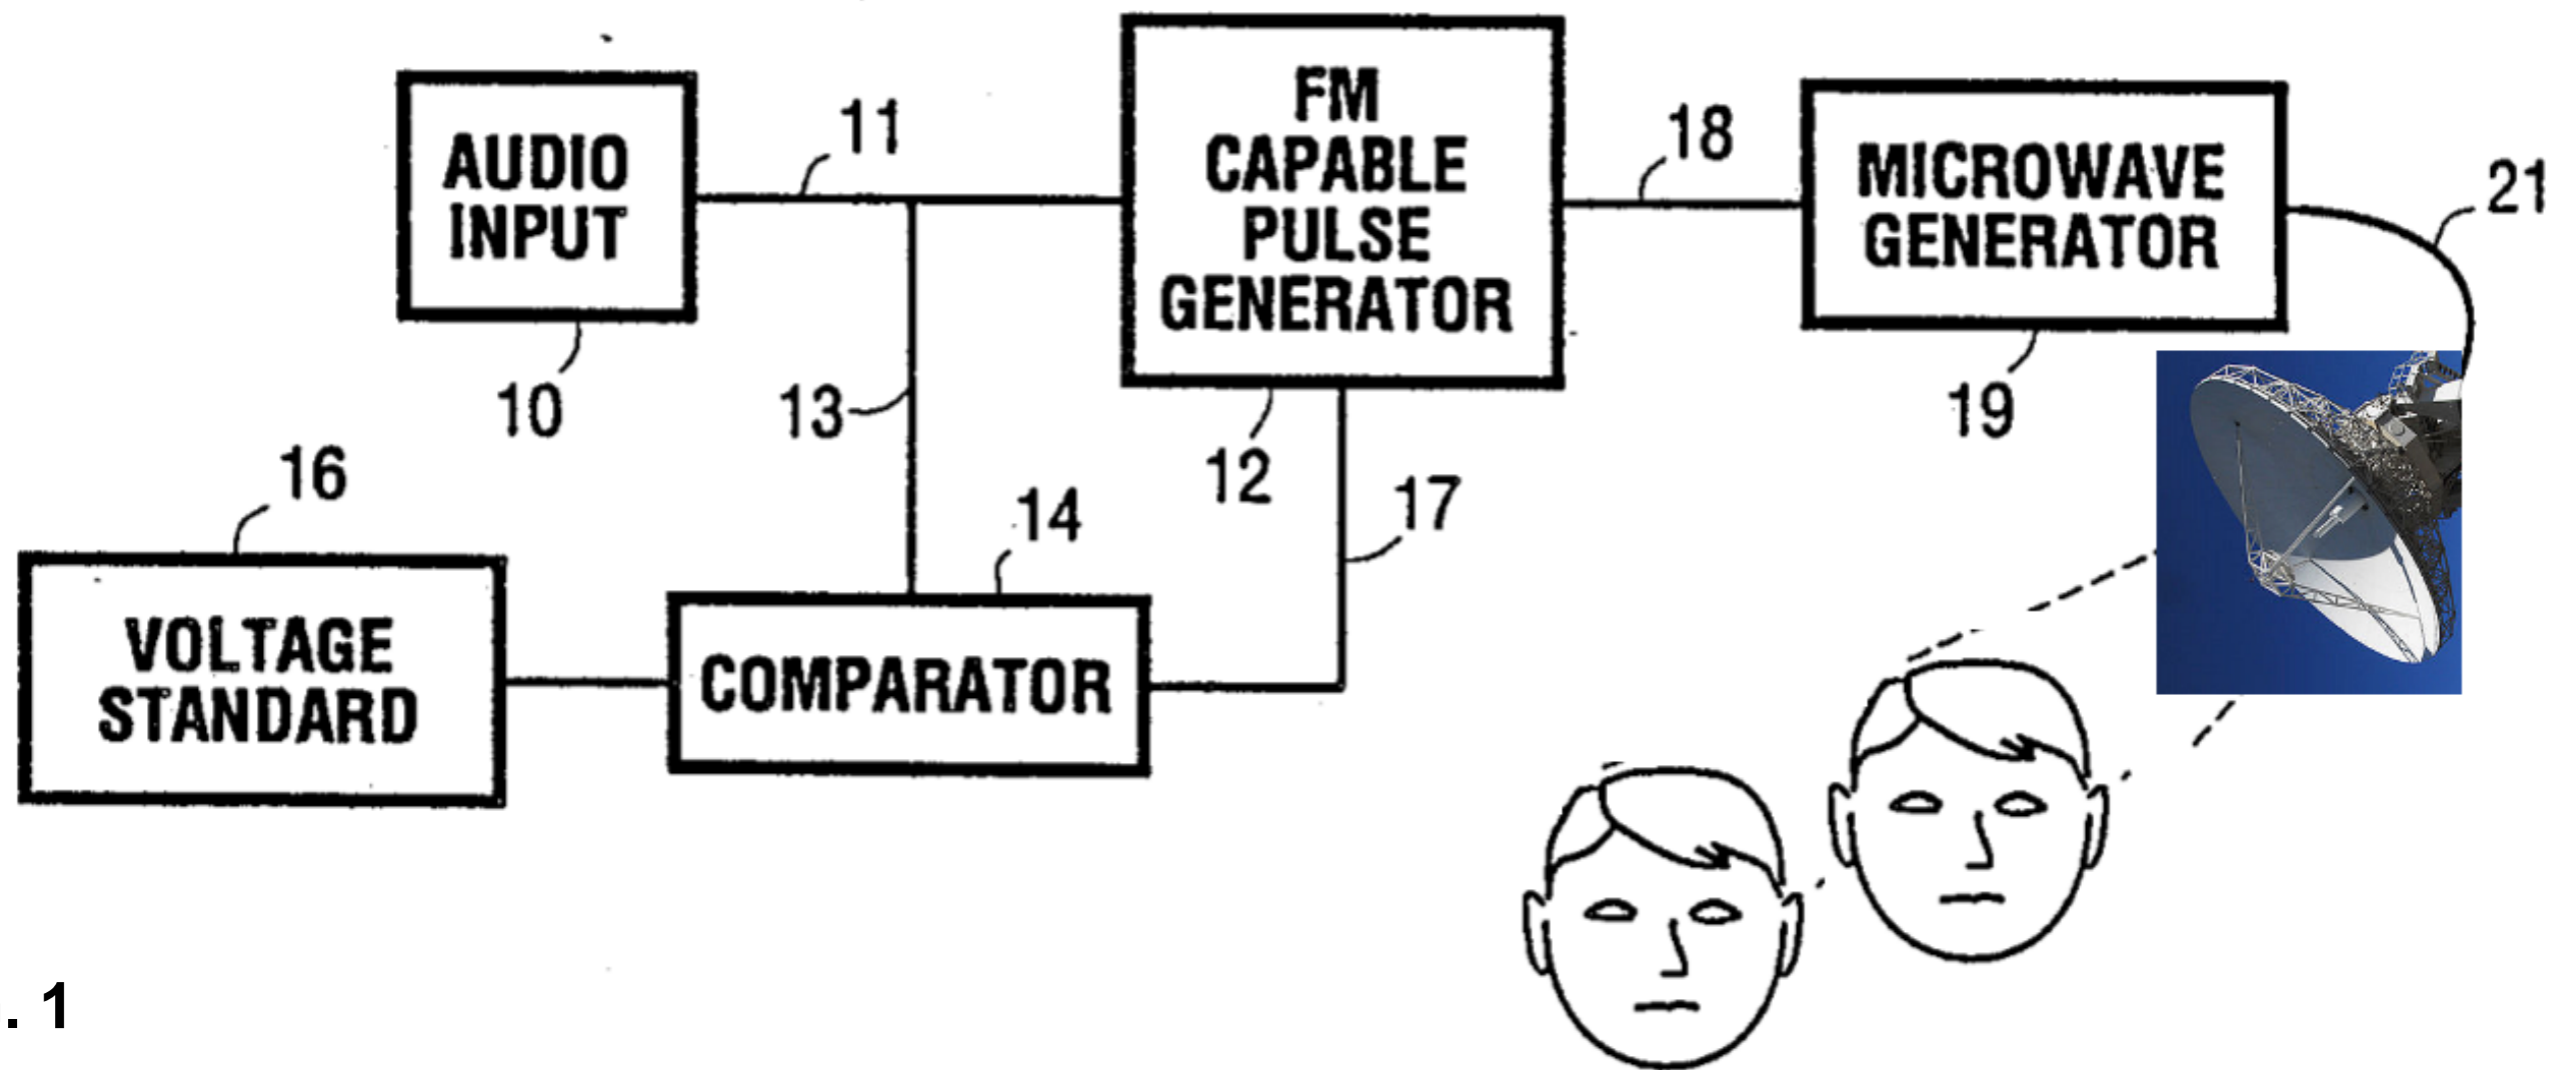 AUDIO
INPUT
10
11
13
FM
CAPABLE
PULSE
GENERATOR
12
18
MICROWAVE
GENERATOR
19
21
16
VOLTAGE
STANDARD
14
COMPARATOR
17
. 1